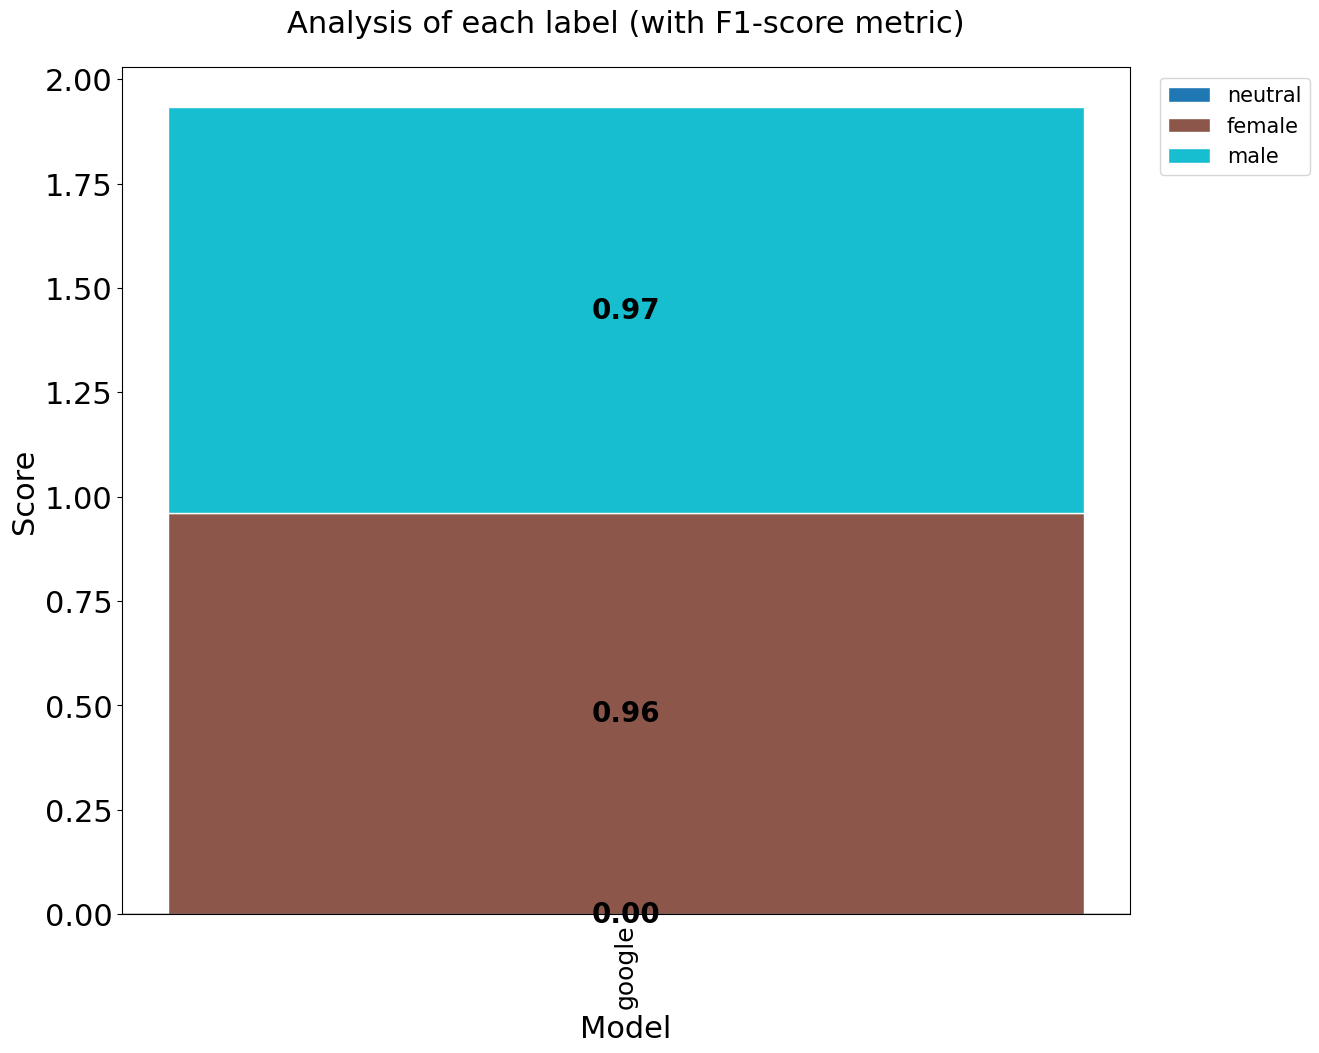 Analysis of each label (with F1-score metric)
2.00
1.75
1.50
1.25
1.00
0.75
0.50
0.25
0.00
Score
0.97
0.96
0.00
google
Model
neutral
female
male